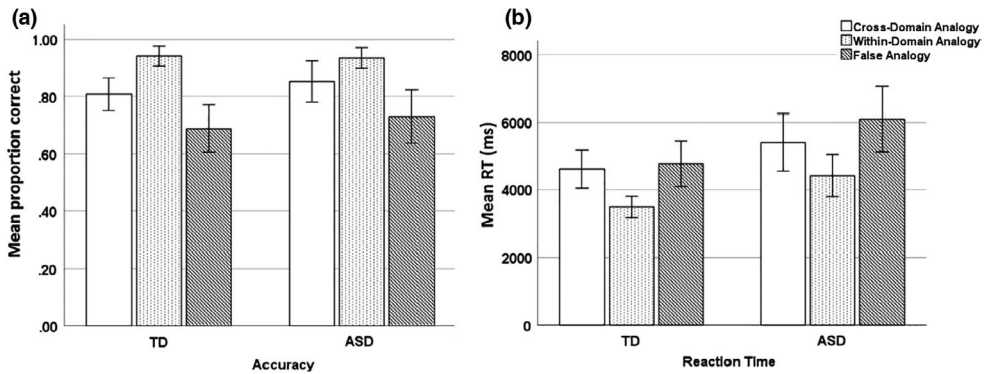 (a)
Mean proportion correct
1.00
.80
.60
.40
.20
.00
TD
ASD
Accuracy
(b)
Cross-Domain Analogy
Within-Domain Analogy
False Analogy
Mean RT (ms)
8000
6000
4000
2000
0
TD
ASD
Reaction Time